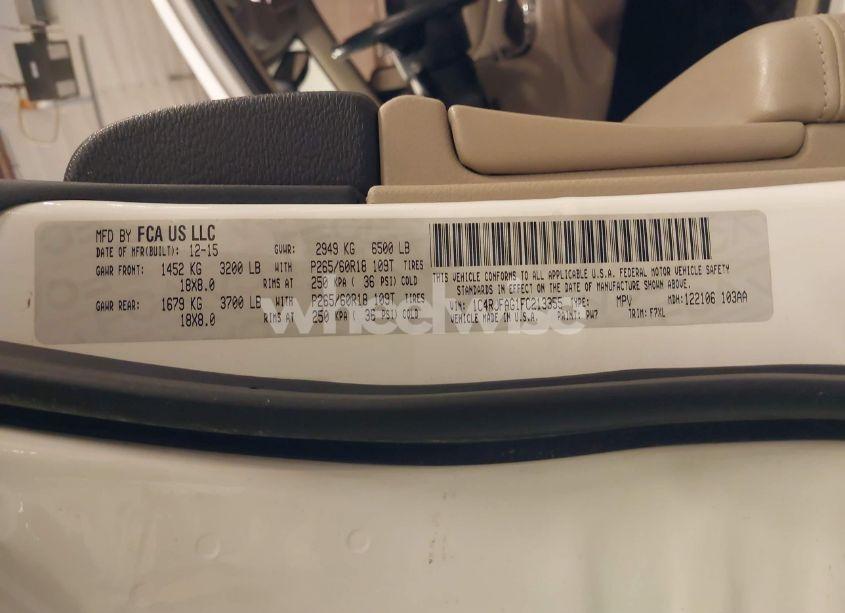 MFD BY FCA US LLC
DATE OF MFR(BUILT): 12-15 GVWR: 2949 KG 6500 LB
GAWR FRONT: 1452 KG 3200 LB WITH P265/60R18 109T TIRES
18X8.0 RIMS AT 250 KPA ( 36 PSI) COLD
GAWR REAR: 1679 KG 3700 LB WITH P265/60R18 109T TIRES
18X8.0 RIMS AT 250 KPA ( 36 PSI) COLD
THIS VEHICLE CONFORMS TO ALL APPLICABLE U.S.A. FEDERAL MOTOR VEHICLE SAFETY
STANDARDS IN EFFECT ON THE DATE OF MANUFACTURE SHOWN ABOVE.
VIN: 1C4RJFAG1FC213355 TYPE: MPV MDH: 122106 103AA
VEHICLE MADE IN U.S.A. PAINT: PW7 TRIM: F7XL
wheelwise